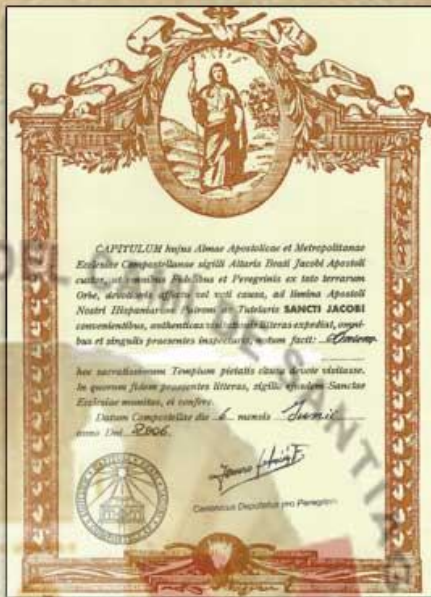 CAPITULUM hujus Almae Apostolicae et Metropolitanae
Ecclesiae Compostellanae sigilli Altaris Beati Jacobi Apostoli
custos, ut omnibus Fidelibus et Peregrinis ex toto terrarum
Orbe, devotionis affectu vel voti causa, ad limina Apostoli
Nostri Hispaniarum Patroni ac Tutelaris SANCTI JACOBI
convenientibus, authenticas visitationis litteras expediat, omni-
bus et singulis praesentes inspecturis, notum facit:
hoc sacratissimum Templum pietatis causa devote visitasse.
In quorum fidem praesentes litteras, sigillo ejusdem Sanctae
Ecclesiae munitas, ei confero.
Datum Compostellae die 6 mensis Junii
anno Dni 2006.
Canonicus Deputatus pro Peregrinis
DEL
DE SANTIAG